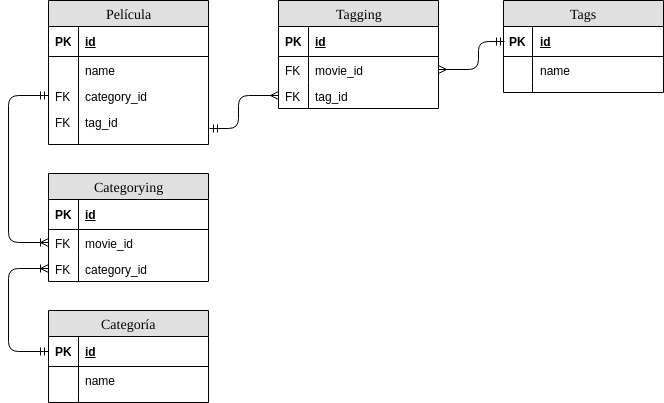 Película
PK id
name
FK category_id
FK tag_id
Tagging
PK id
FK movie_id
FK tag_id
Tags
PK id
name
Categorying
PK id
FK movie_id
FK category_id
Categoría
PK id
name